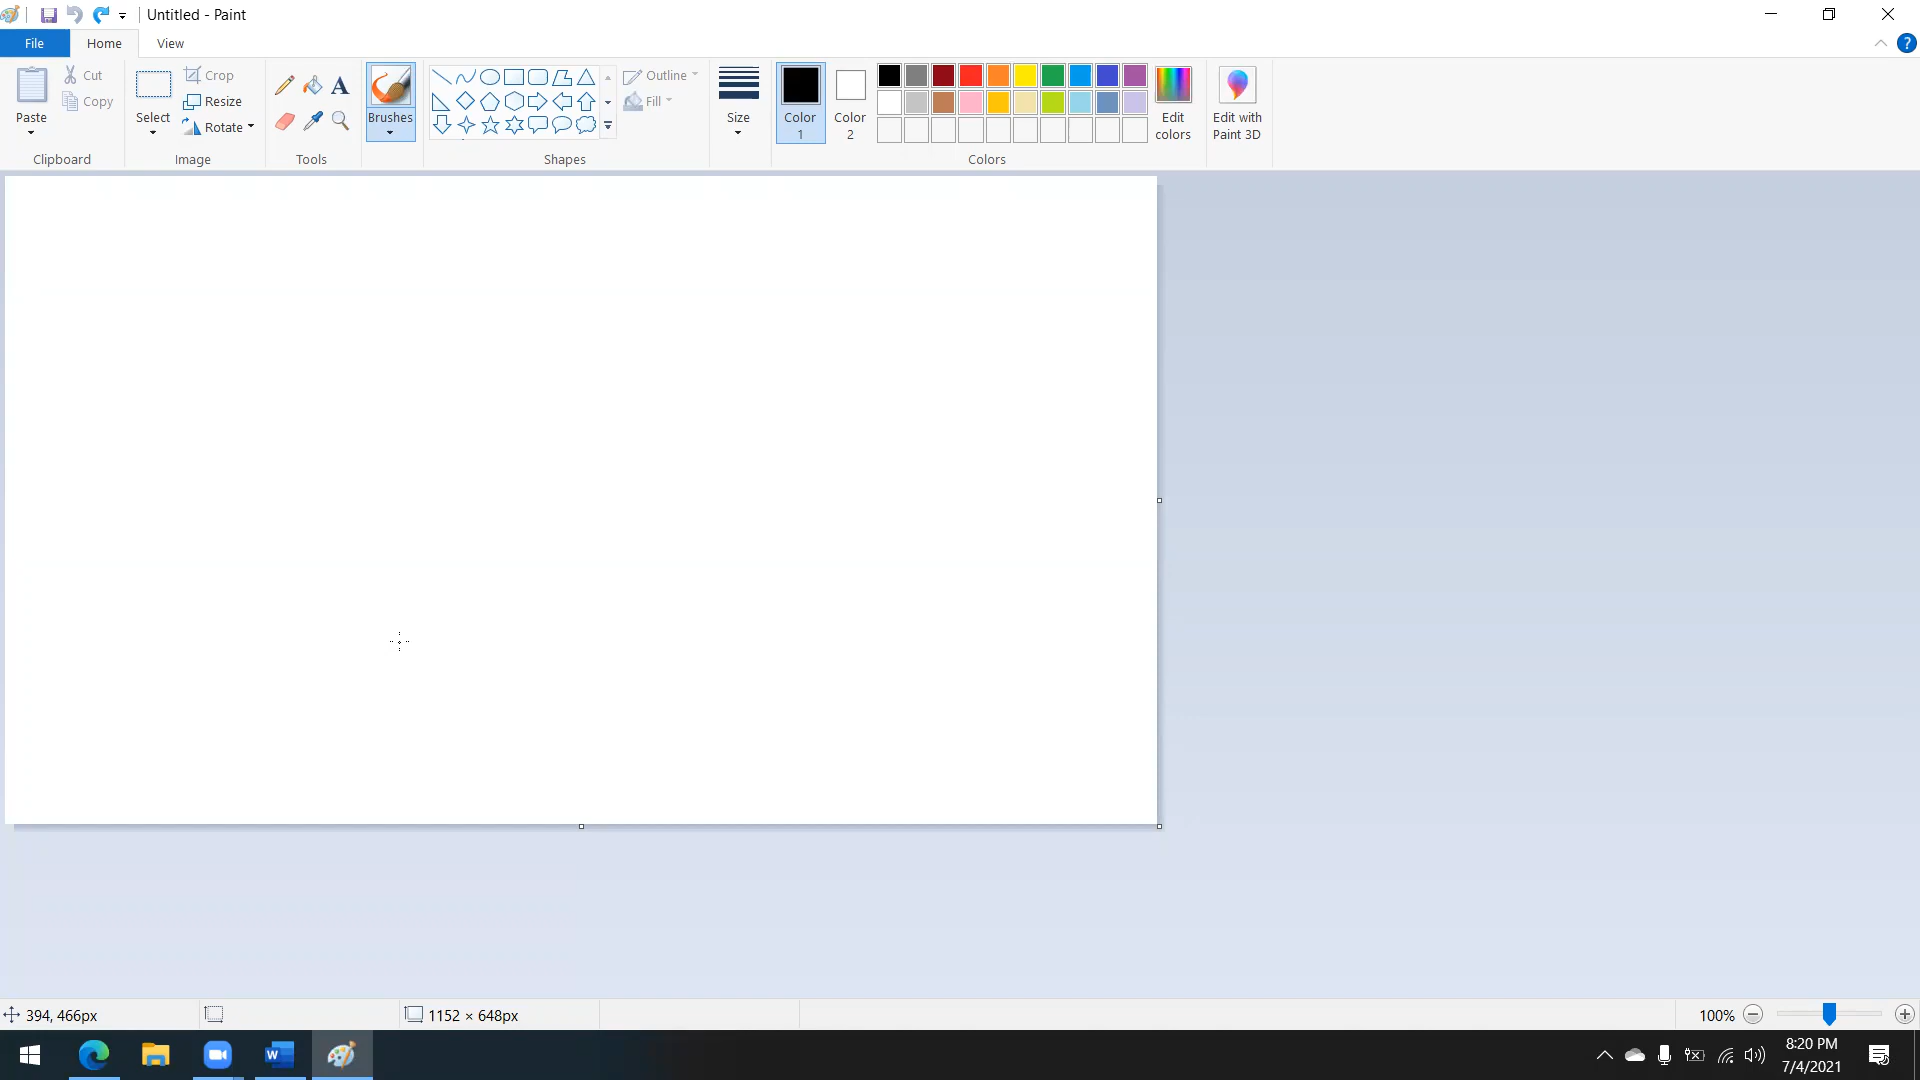 Untitled - Paint
File Home View
Paste Cut Copy Clipboard
Select Crop Resize Rotate Image
A Tools
Brushes
Shapes
Outline Fill
Size
Color 1
Color 2
Colors
Edit colors
Edit with Paint 3D
?
394, 466px 1152 × 648px 100%
W
8:20 PM
7/4/2021